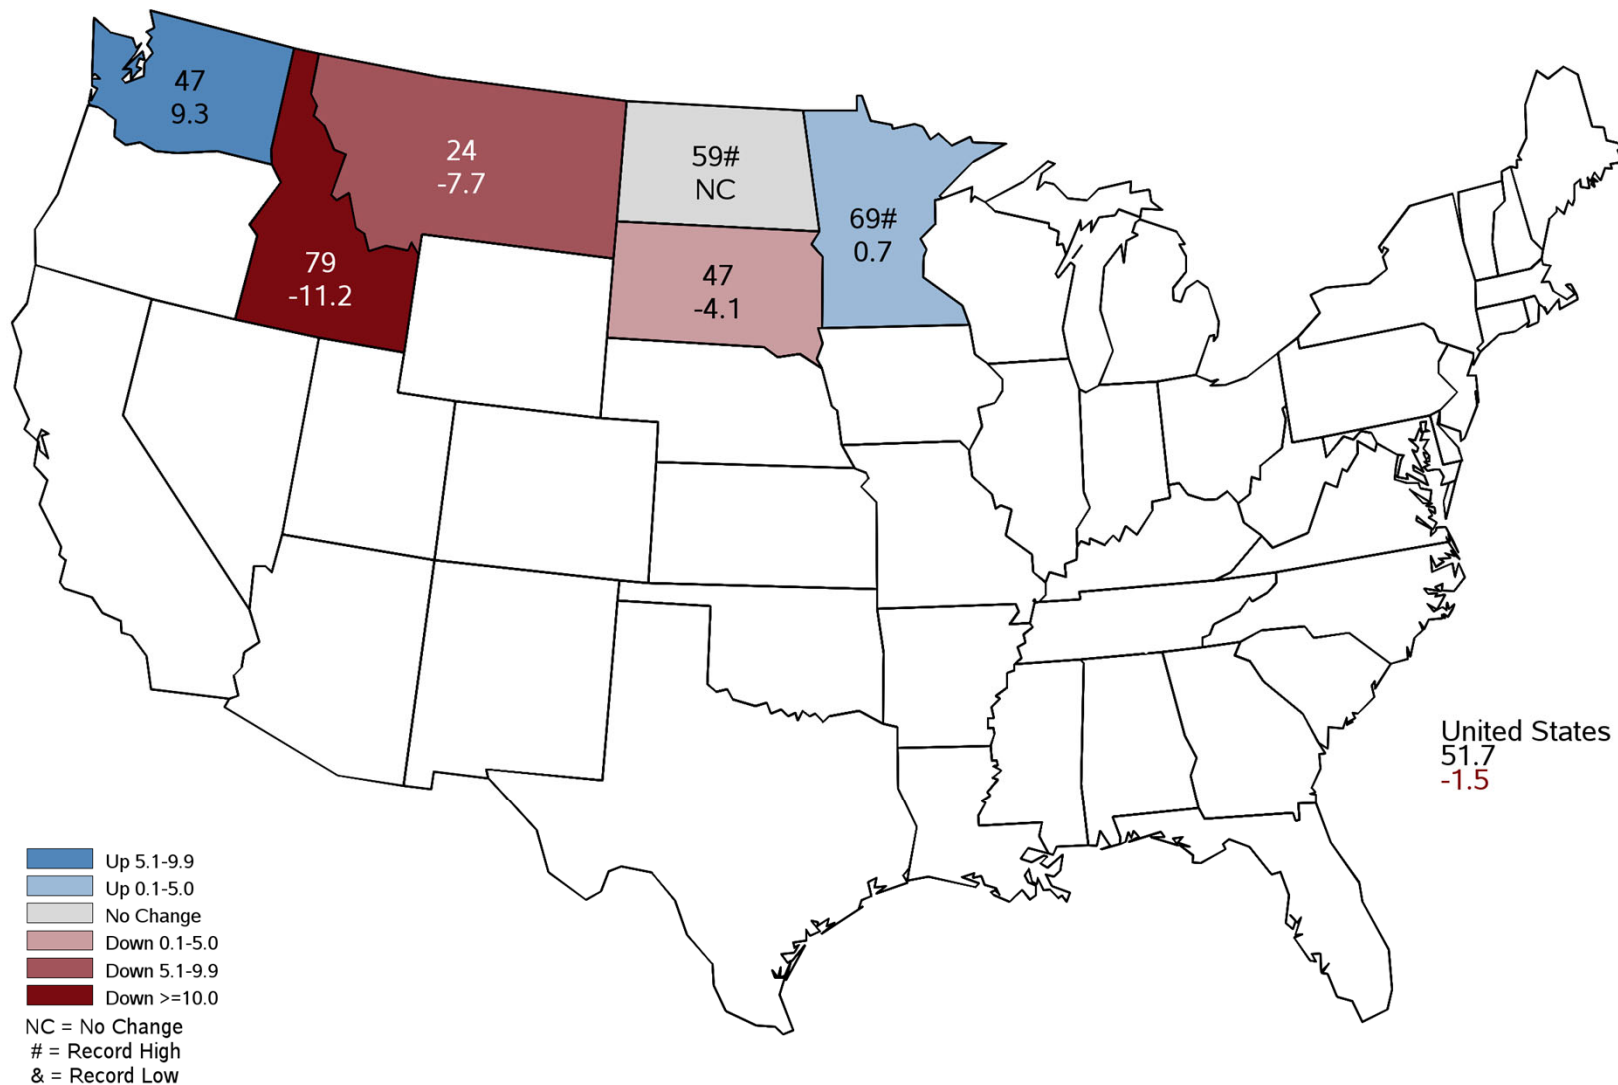 47
9.3
24
-7.7
59#
NC
69#
0.7
79
-11.2
47
-4.1
United States
51.7
-1.5
Up 5.1-9.9
Up 0.1-5.0
No Change
Down 0.1-5.0
Down 5.1-9.9
Down >=10.0
NC = No Change
# = Record High
& = Record Low